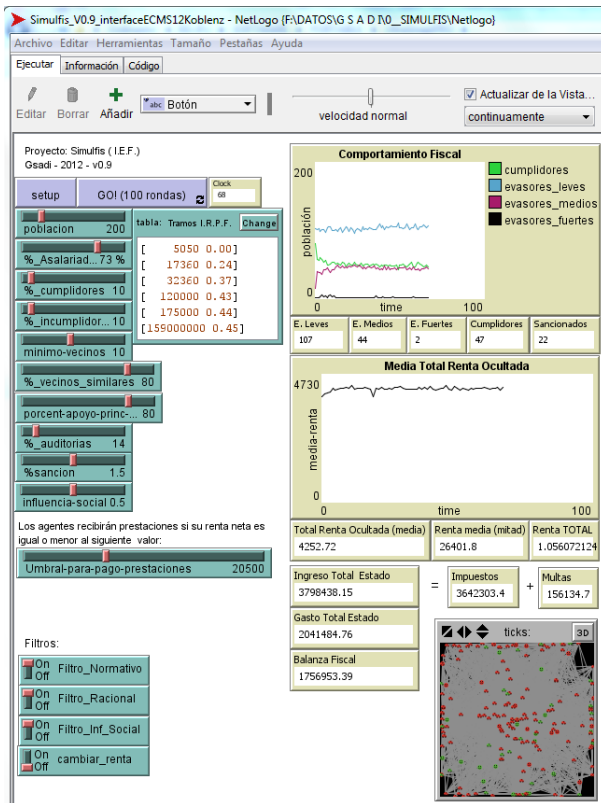 Simulfis_V0.9_interfaceECMS12Koblenz - NetLogo {F:\DATOS\G S A D I\0__SIMULFIS\Netlogo}
Archivo Editar Herramientas Tamaño Pestañas Ayuda
Ejecutar Información Código
Editar Borrar Añadir
abc Botón
velocidad normal
Actualizar de la Vista...
continuamente
Proyecto: Simulfis ( I.E.F.)
Gsadi - 2012 - v0.9
setup
GO! (100 rondas)
Clock
68
poblacion 200
%_Asalariad... 73 %
%_cumplidores 10
%_incumplidor... 10
minimo-vecinos 10
%_vecinos_similares 80
porcent-apoyo-princ-... 80
%_auditorias 14
%sancion 1.5
influencia-social 0.5
tabla: Tramos I.R.P.F. Change
[ 5050 0.00]
[ 17360 0.24]
[ 32360 0.37]
[ 120000 0.43]
[ 175000 0.44]
[159000000 0.45]
Los agentes recibirán prestaciones si su renta neta es
igual o menor al siguiente valor:
Umbral-para-pago-prestaciones 20500
Filtros:
On
Off
Filtro_Normativo
On
Off
Filtro_Racional
On
Off
Filtro_Inf_Social
On
Off
cambiar_renta
Comportamiento Fiscal
200
población
0
0 time 100
cumplidores
evasores_leves
evasores_medios
evasores_fuertes
E. Leves
107
E. Medios
44
E. Fuertes
2
Cumplidores
47
Sancionados
22
Media Total Renta Ocultada
4730
media-renta
0
0 time 100
Total Renta Ocultada (media)
4252.72
Renta media (mitad)
26401.8
Renta TOTAL
1.056072124
Ingreso Total Estado
3798438.15
=
Impuestos
3642303.4
+
Multas
156134.7
Gasto Total Estado
2041484.76
Balanza Fiscal
1756953.39
ticks:
3D